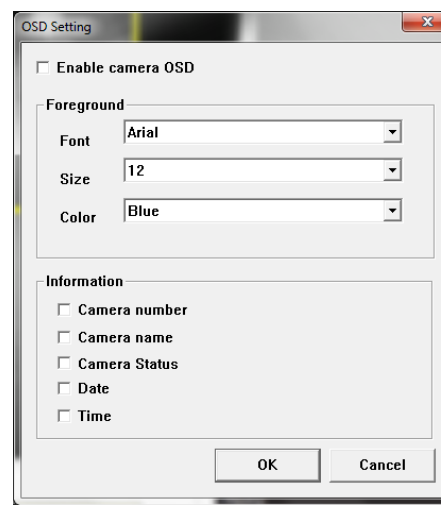 OSD Setting
Enable camera OSD
Foreground
Font Arial
Size 12
Color Blue
Information
Camera number
Camera name
Camera Status
Date
Time
OK Cancel